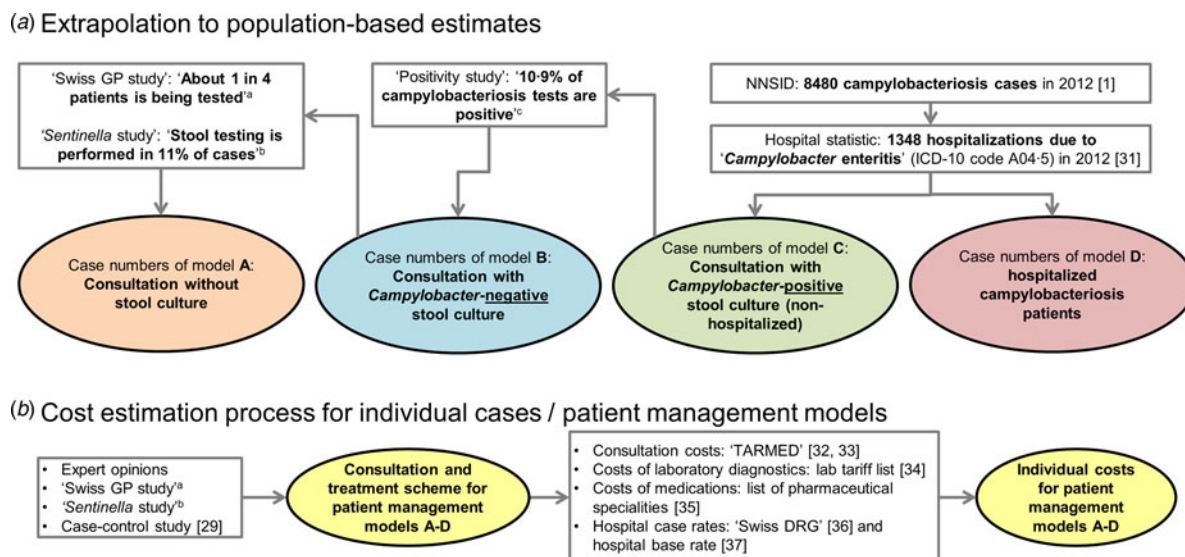 (a) Extrapolation to population-based estimates
'Swiss GP study': 'About 1 in 4
patients is being tested'a
'Sentinella study': 'Stool testing is
performed in 11% of cases'b
'Positivity study': '10·9% of
campylobacteriosis tests are
positive'c
NNSID: 8480 campylobacteriosis cases in 2012 [1]
Hospital statistic: 1348 hospitalizations due to
'Campylobacter enteritis' (ICD-10 code A04·5) in 2012 [31]
Case numbers of model A:
Consultation without
stool culture
Case numbers of model B:
Consultation with
Campylobacter-negative
stool culture
Case numbers of model C:
Consultation with
Campylobacter-positive
stool culture (non-
hospitalized)
Case numbers of model D:
hospitalized
campylobacteriosis
patients
(b) Cost estimation process for individual cases / patient management models
• Expert opinions
• 'Swiss GP study'a
• 'Sentinella study'b
• Case-control study [29]
Consultation and
treatment scheme for
patient management
models A-D
• Consultation costs: 'TARMED' [32, 33]
• Costs of laboratory diagnostics: lab tariff list [34]
• Costs of medications: list of pharmaceutical
specialities [35]
• Hospital case rates: 'Swiss DRG' [36] and
hospital base rate [37]
Individual costs
for patient
management
models A-D